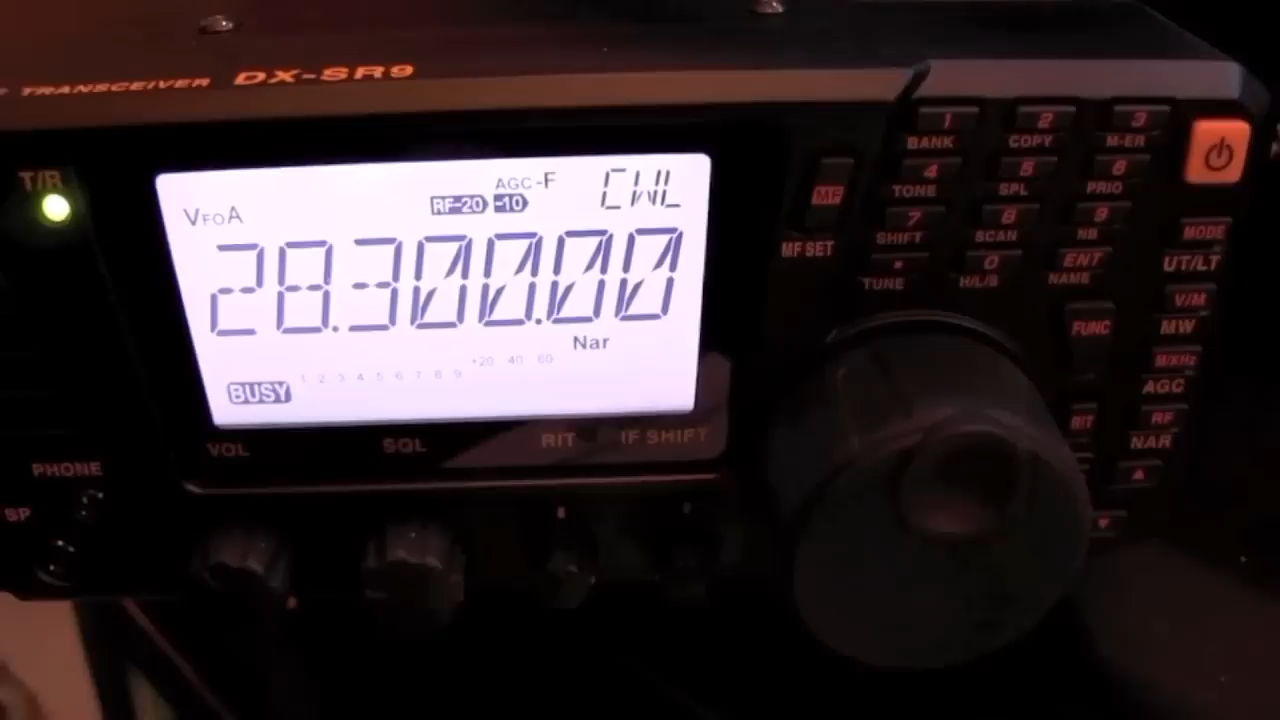 TRANSCEIVER DX-SR9
T/R
VFOA
RF-20 -10
AGC-F
CWL
28.300.00
Nar
1 2 3 4 5 6 7 8 9 +20 40 60
BUSY
VOL SQL RIT IF SHIFT
PHONE
SP
MF
MF SET
1 2 3
BANK COPY M-ER
4 5 6
TONE SPL PRIO
7 8 9
SHIFT SCAN NB
. 0 ENT
TUNE H/L/S NAME
FUNC
RIT
MODE
UT/LT
V/M
MW
M/KHz
AGC
RF
NAR